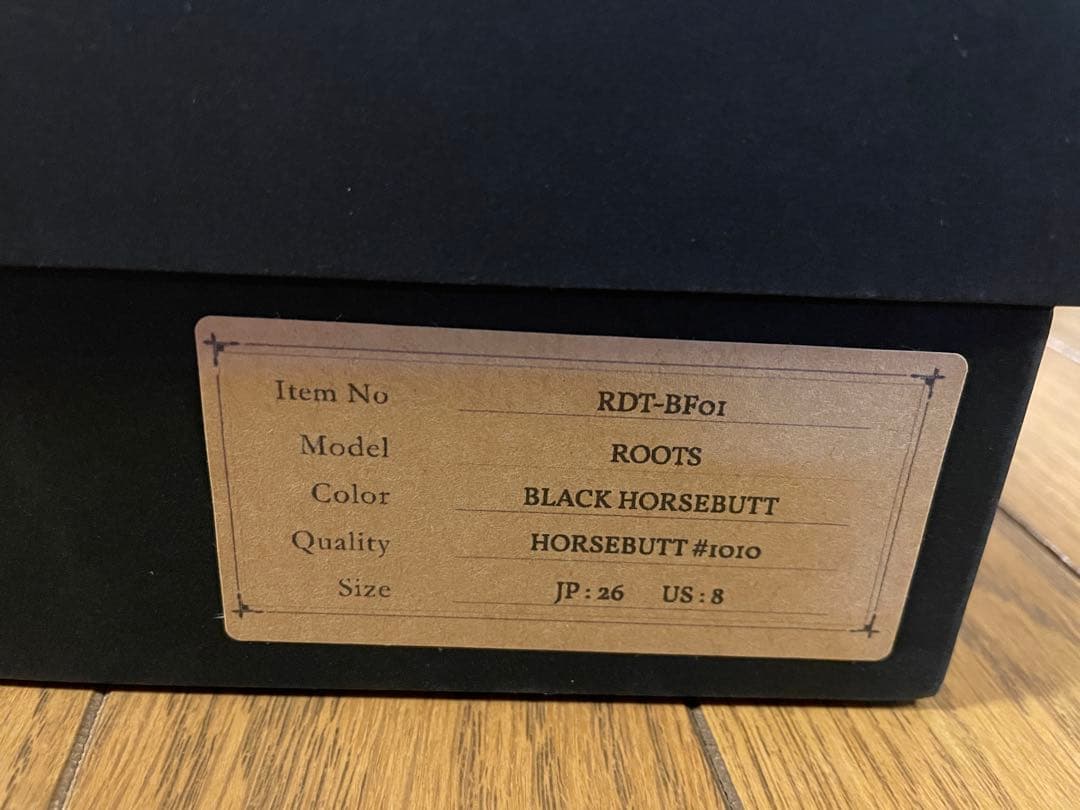 Item No RDT-BF01
Model ROOTS
Color BLACK HORSEBUTT
Quality HORSEBUTT #1010
Size JP : 26 US : 8